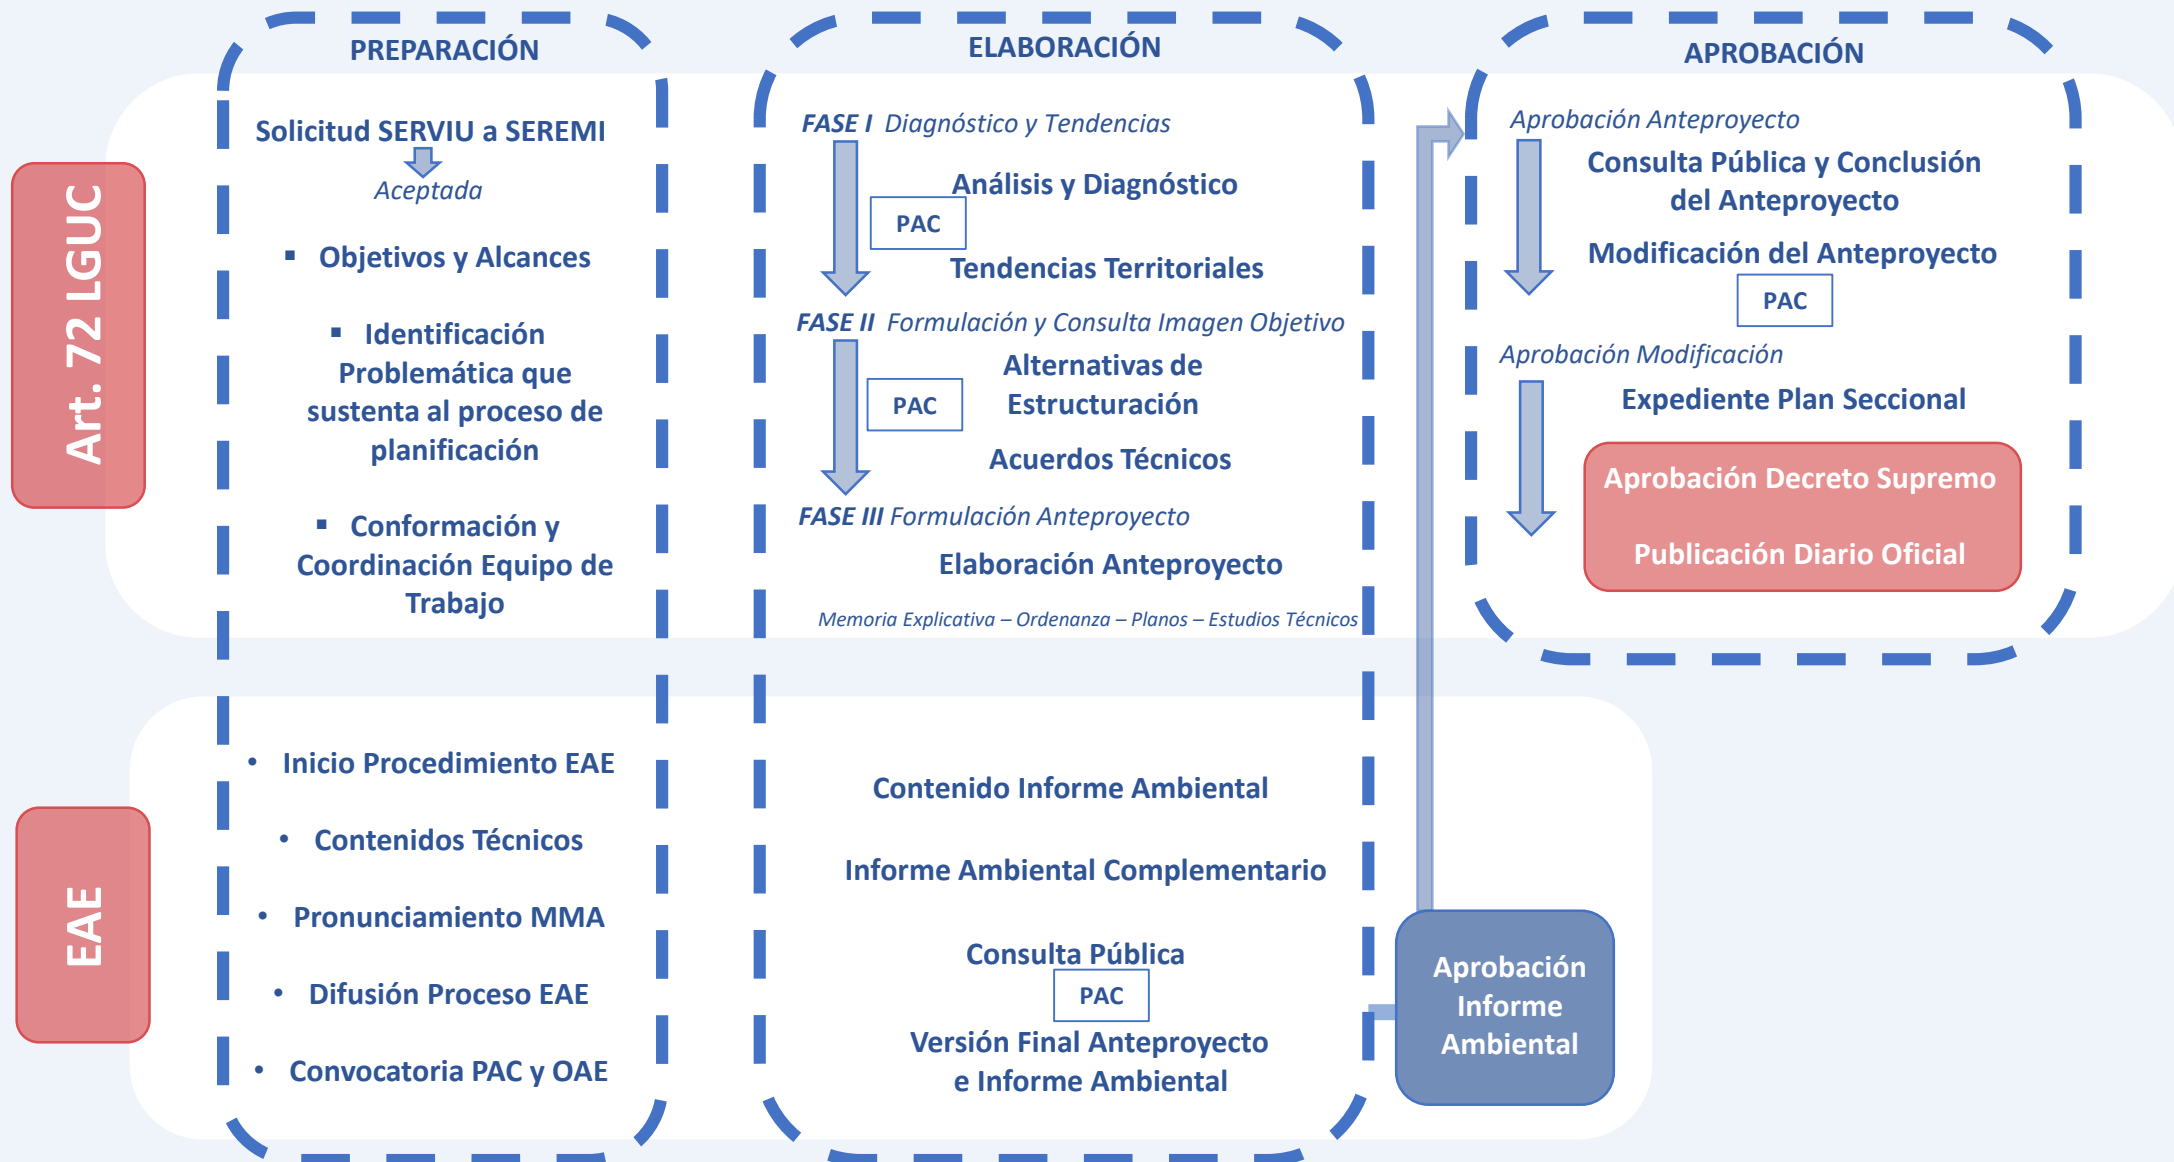 PREPARACIÓN
Art. 72 LGUC
Solicitud SERVIU a SEREMI
Aceptada
▪ Objetivos y Alcances
▪ Identificación
Problemática que
sustenta al proceso de
planificación
▪ Conformación y
Coordinación Equipo de
Trabajo
EAE
• Inicio Procedimiento EAE
• Contenidos Técnicos
• Pronunciamiento MMA
• Difusión Proceso EAE
• Convocatoria PAC y OAE
ELABORACIÓN
FASE I Diagnóstico y Tendencias
Análisis y Diagnóstico
PAC
Tendencias Territoriales
FASE II Formulación y Consulta Imagen Objetivo
Alternativas de
Estructuración
PAC
Acuerdos Técnicos
FASE III Formulación Anteproyecto
Elaboración Anteproyecto
Memoria Explicativa – Ordenanza – Planos – Estudios Técnicos
Contenido Informe Ambiental
Informe Ambiental Complementario
Consulta Pública
PAC
Versión Final Anteproyecto
e Informe Ambiental
Aprobación
Informe
Ambiental
APROBACIÓN
Aprobación Anteproyecto
Consulta Pública y Conclusión
del Anteproyecto
Modificación del Anteproyecto
PAC
Aprobación Modificación
Expediente Plan Seccional
Aprobación Decreto Supremo
Publicación Diario Oficial